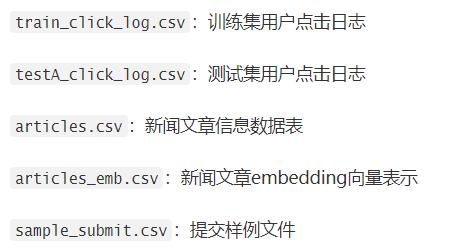 train_click_log.csv：训练集用户点击日志
testA_click_log.csv：测试集用户点击日志
articles.csv：新闻文章信息数据表
articles_emb.csv：新闻文章embedding向量表示
sample_submit.csv：提交样例文件